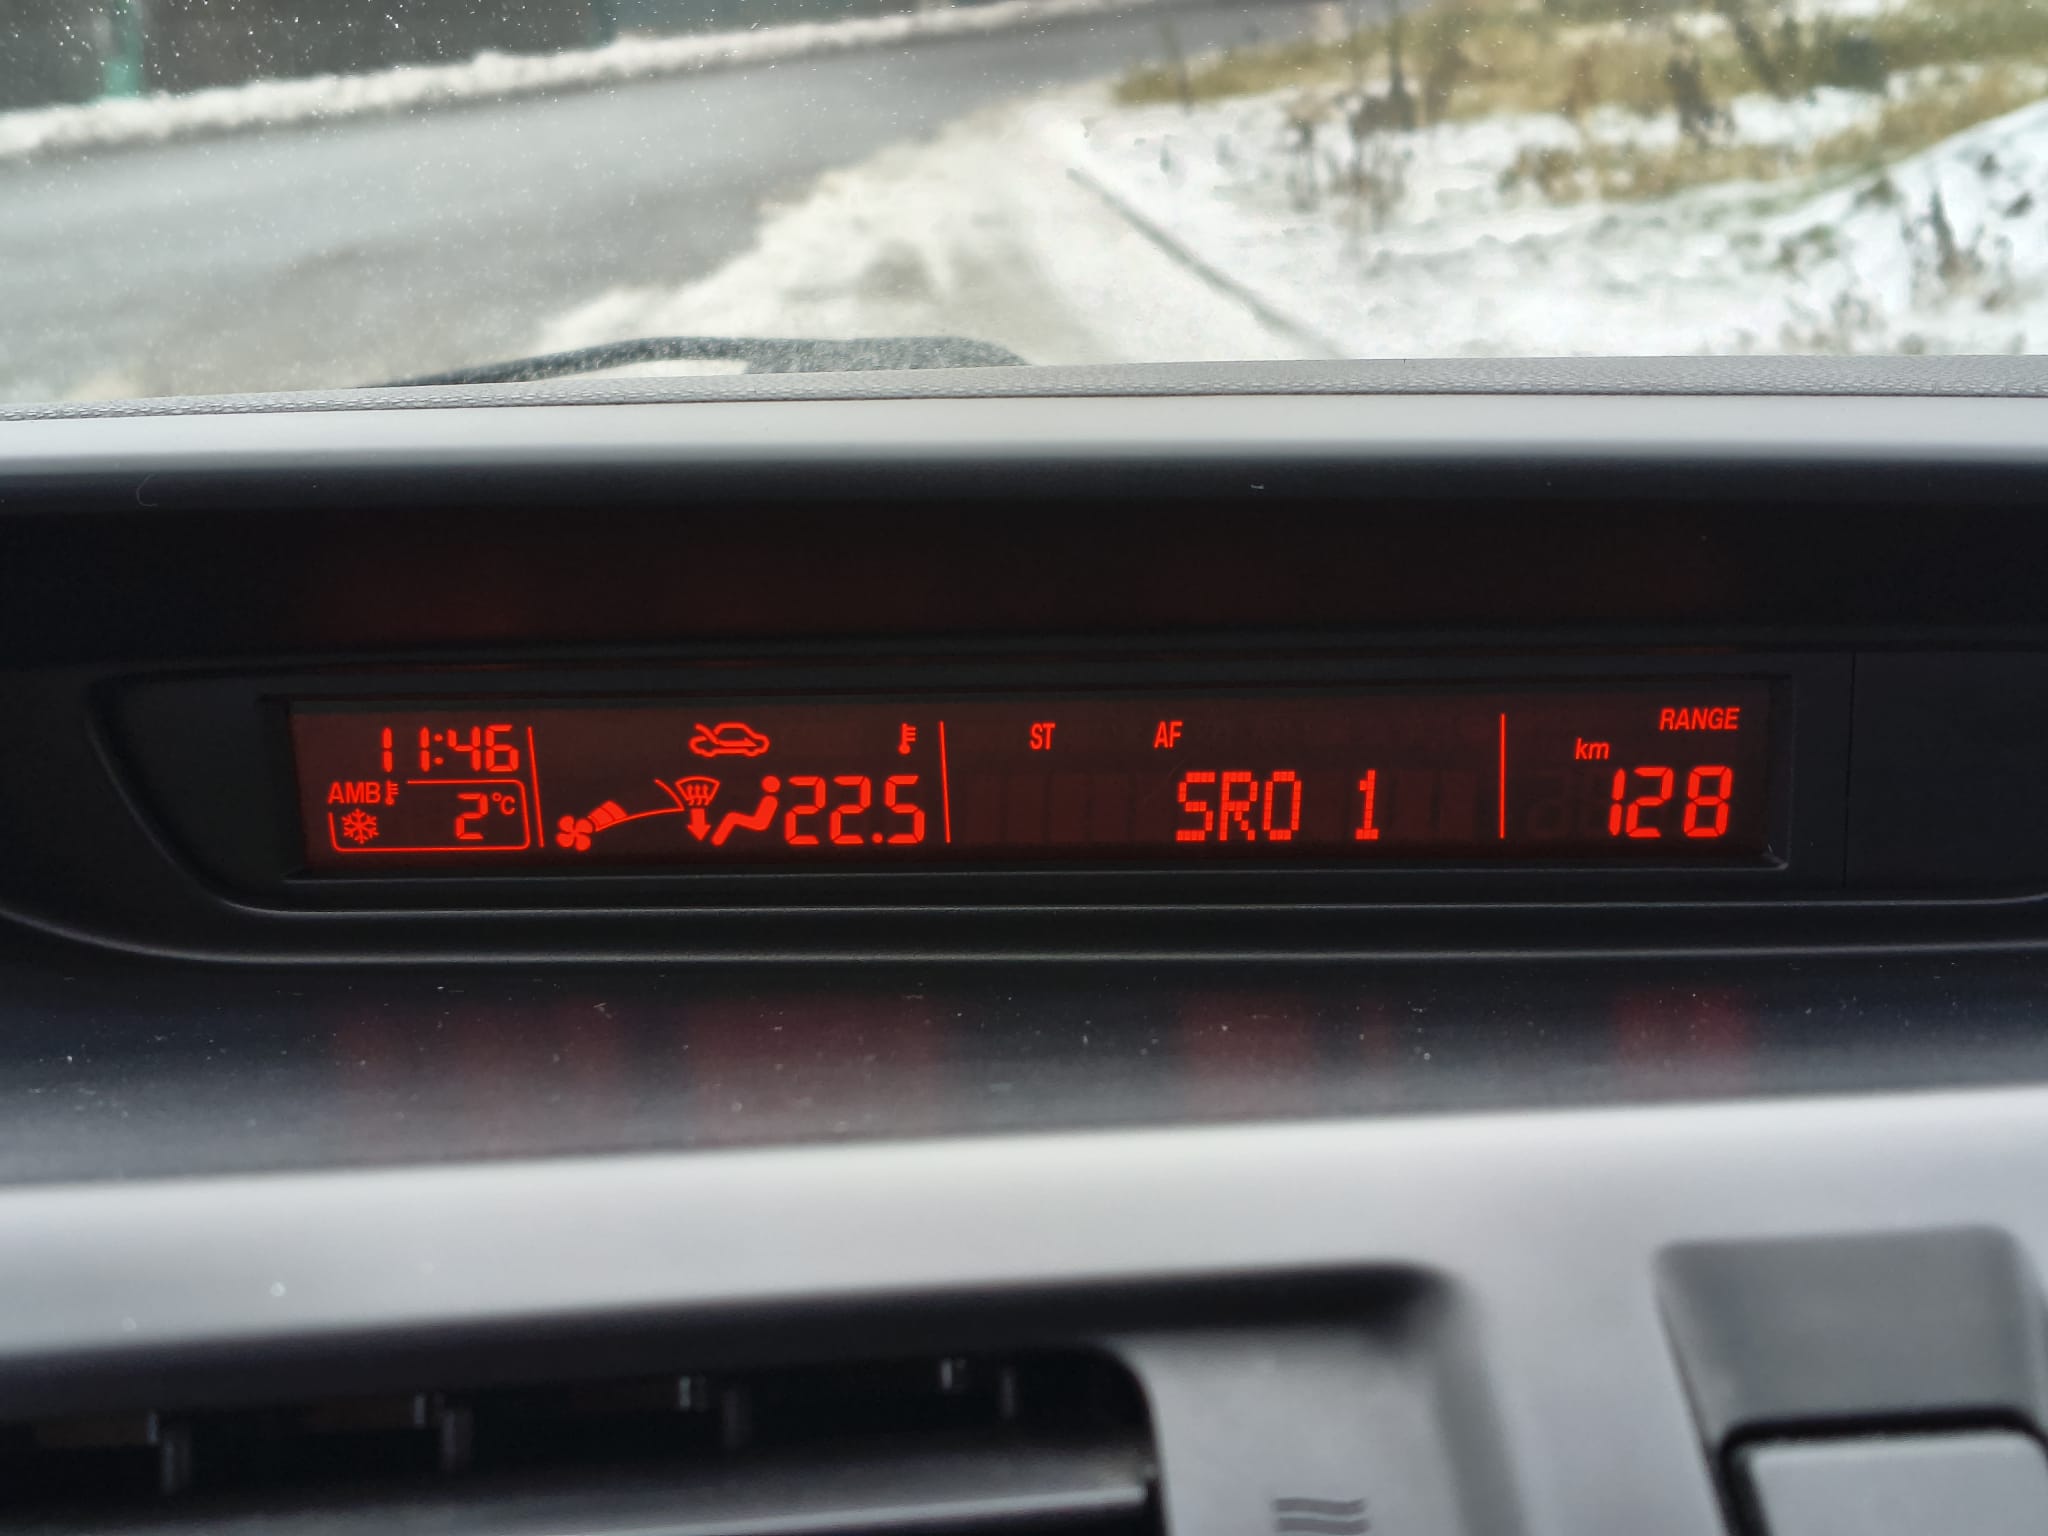 11:46
AMB
2°C
22.5
ST AF
SRO 1
RANGE
km
128